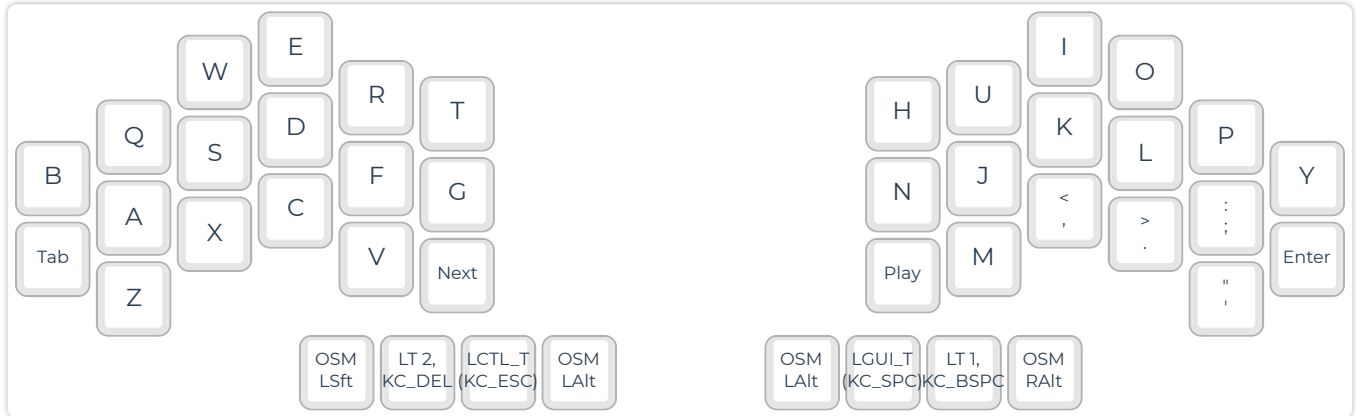 B
Tab
Q
A
Z
W
S
X
E
D
C
R
F
V
T
G
Next
OSM
LSft
LT 2,
KC_DEL
LCTL_T
(KC_ESC)
OSM
LAlt
H
N
Play
U
J
M
I
K
<
,
O
L
>
.
P
:
;
"
'
Y
Enter
OSM
LAlt
LGUI_T
(KC_SPC)
LT 1,
KC_BSPC
OSM
RAlt